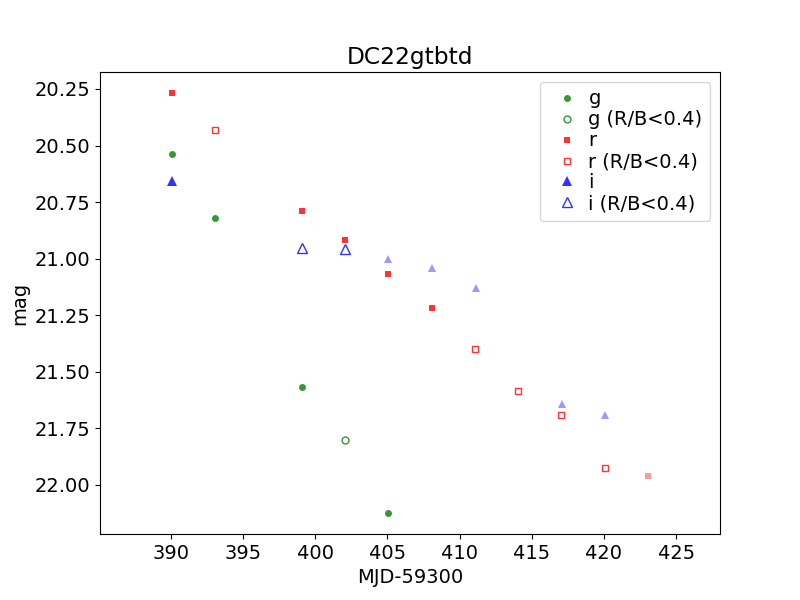 DC22gtbtd
20.25
20.50
20.75
21.00
21.25
21.50
21.75
22.00
mag
g
g (R/B<0.4)
r
r (R/B<0.4)
i
i (R/B<0.4)
390 395 400 405 410 415 420 425
MJD-59300